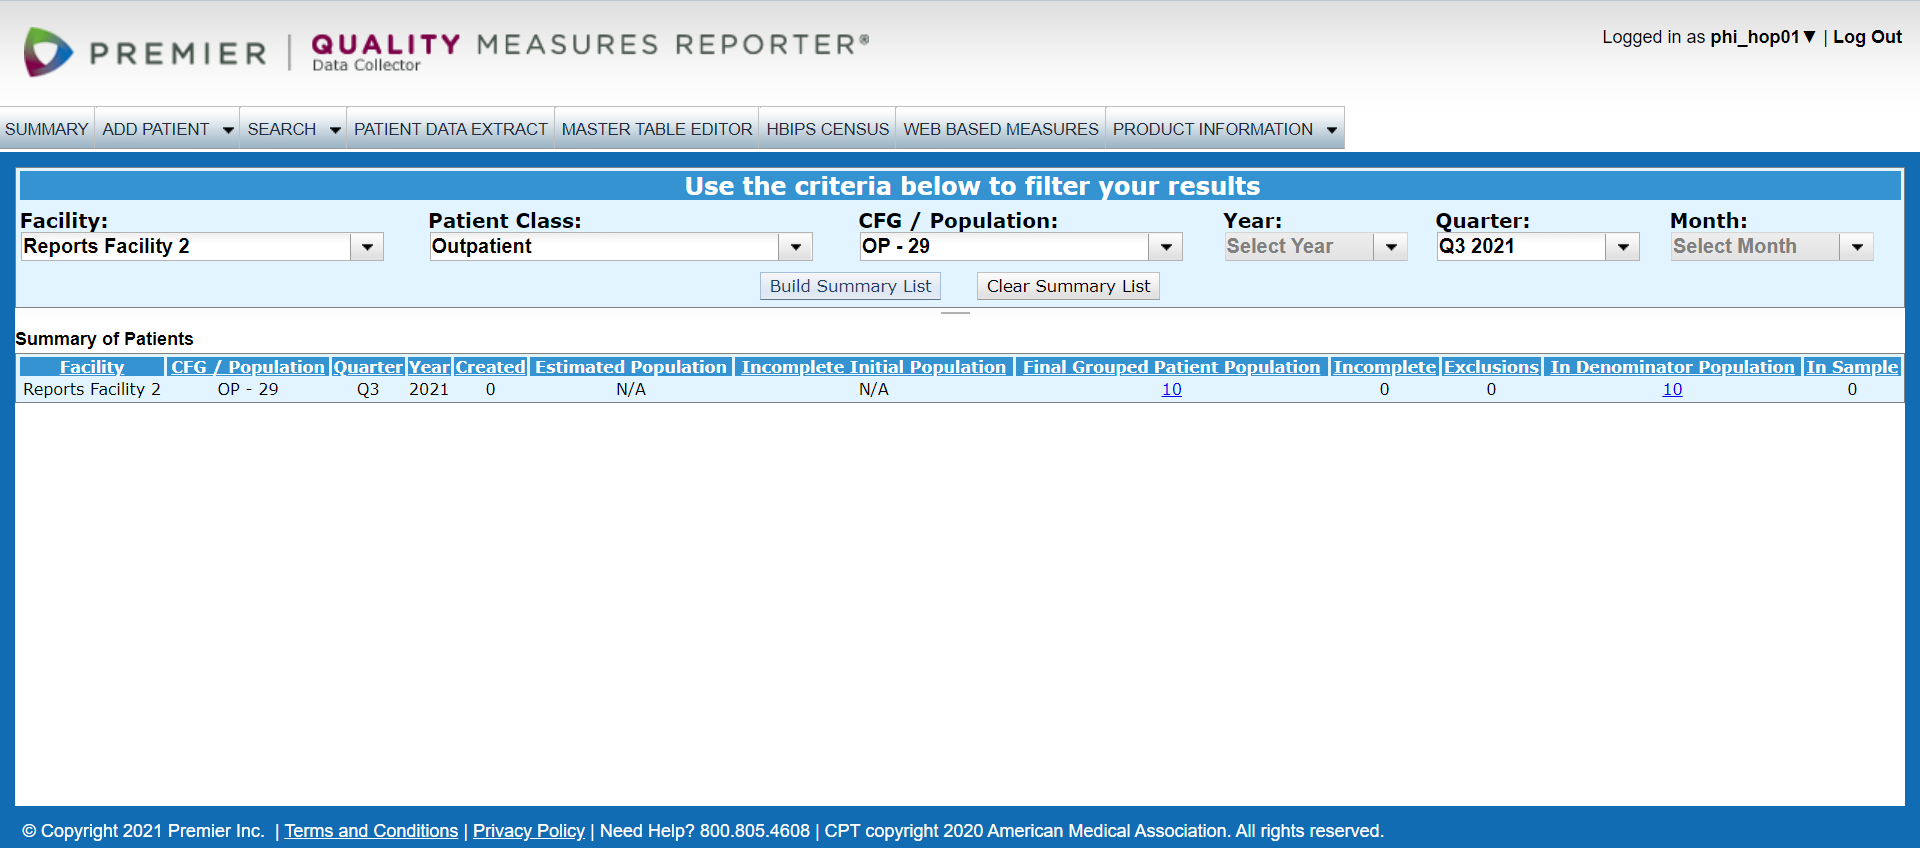 PREMIER | QUALITY MEASURES REPORTER®
Data Collector
Logged in as phi_hop01▼ | Log Out
SUMMARY ADD PATIENT SEARCH PATIENT DATA EXTRACT MASTER TABLE EDITOR HBIPS CENSUS WEB BASED MEASURES PRODUCT INFORMATION
Use the criteria below to filter your results
Facility: Patient Class: CFG / Population: Year: Quarter: Month:
Reports Facility 2 Outpatient OP - 29 Select Year Q3 2021 Select Month
Build Summary List Clear Summary List
Summary of Patients
Facility CFG / Population Quarter Year Created Estimated Population Incomplete Initial Population Final Grouped Patient Population Incomplete Exclusions In Denominator Population In Sample
Reports Facility 2 OP - 29 Q3 2021 0 N/A N/A 10 0 0 10 0
© Copyright 2021 Premier Inc. | Terms and Conditions | Privacy Policy | Need Help? 800.805.4608 | CPT copyright 2020 American Medical Association. All rights reserved.